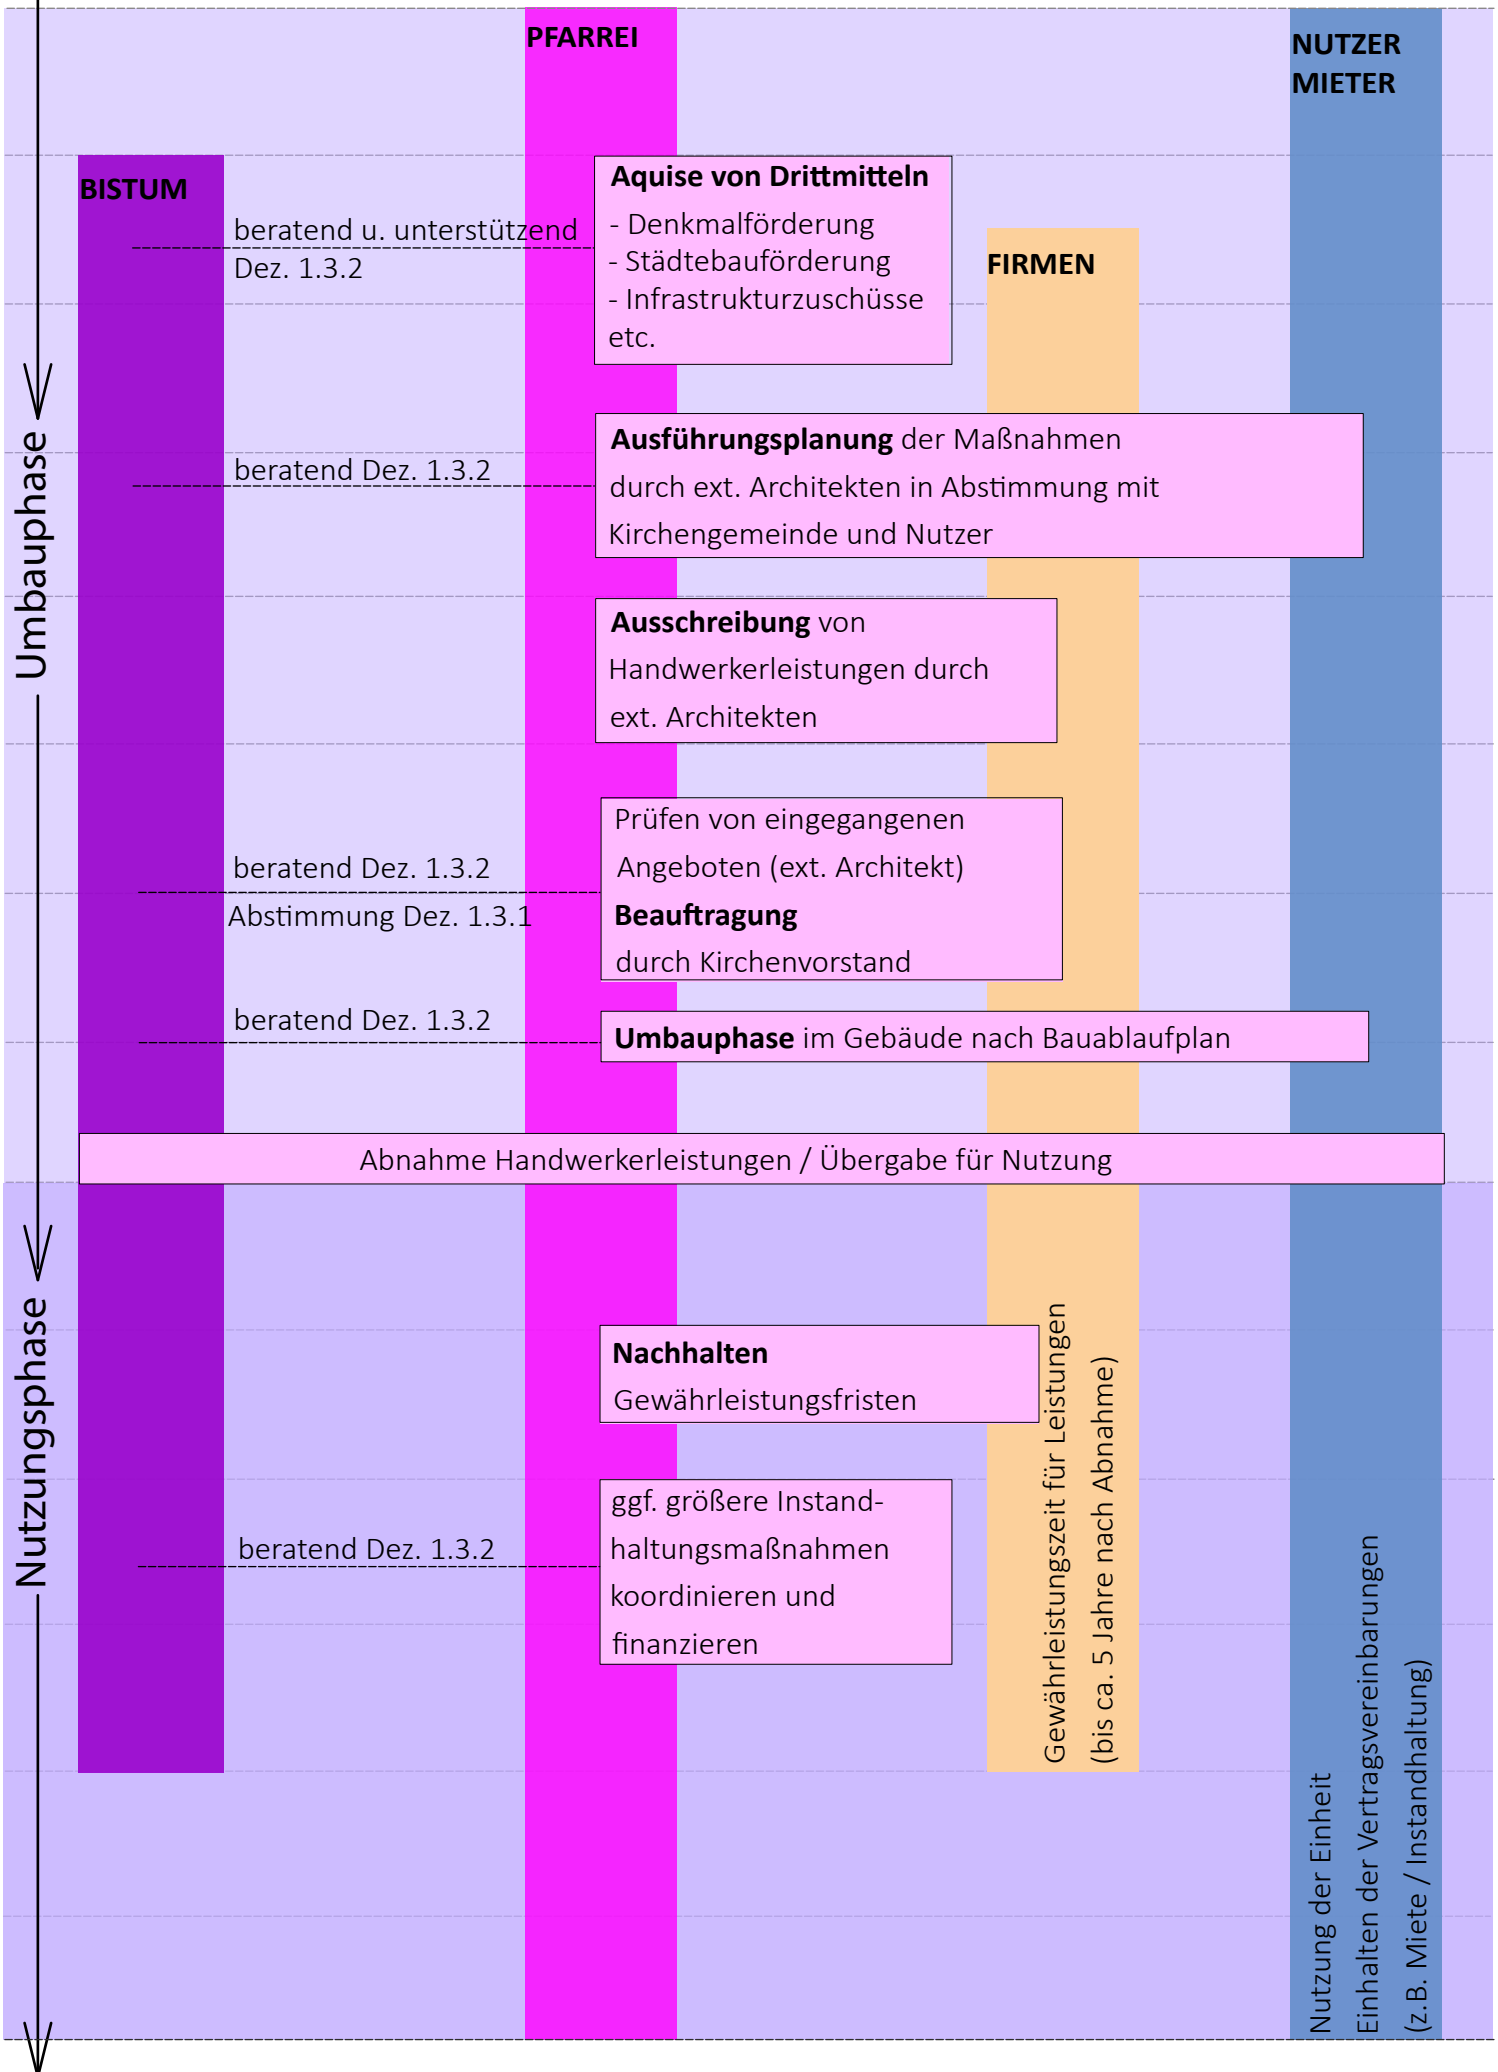 PFARREI
NUTZER
MIETER
BISTUM
beratend u. unterstützend
Dez. 1.3.2
Aquise von Drittmitteln
- Denkmalförderung
- Städtebauförderung
- Infrastrukturzuschüsse
etc.
FIRMEN
Umbauphase
beratend Dez. 1.3.2
Ausführungsplanung der Maßnahmen
durch ext. Architekten in Abstimmung mit
Kirchengemeinde und Nutzer
Ausschreibung von
Handwerkerleistungen durch
ext. Architekten
beratend Dez. 1.3.2
Abstimmung Dez. 1.3.1
Prüfen von eingegangenen
Angeboten (ext. Architekt)
Beauftragung
durch Kirchenvorstand
beratend Dez. 1.3.2
Umbauphase im Gebäude nach Bauablaufplan
Abnahme Handwerkerleistungen / Übergabe für Nutzung
Nutzungsphase
Nachhalten
Gewährleistungsfristen
beratend Dez. 1.3.2
ggf. größere Instand-
haltungsmaßnahmen
koordinieren und
finanzieren
Gewährleistungszeit für Leistungen
(bis ca. 5 Jahre nach Abnahme)
Nutzung der Einheit
Einhalten der Vertragsvereinbarungen
(z.B. Miete / Instandhaltung)